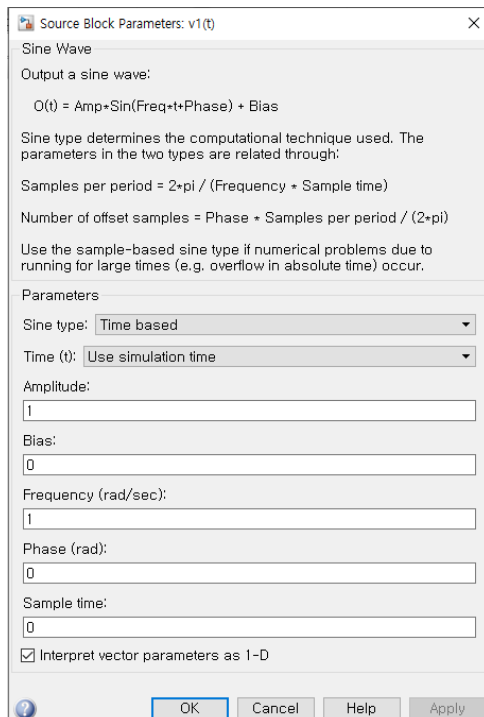 Source Block Parameters: v1(t)
Sine Wave
Output a sine wave:
O(t) = Amp*Sin(Freq*t+Phase) + Bias
Sine type determines the computational technique used. The
parameters in the two types are related through:
Samples per period = 2*pi / (Frequency * Sample time)
Number of offset samples = Phase * Samples per period / (2*pi)
Use the sample-based sine type if numerical problems due to
running for large times (e.g. overflow in absolute time) occur.
Parameters
Sine type: Time based
Time (t): Use simulation time
Amplitude:
1
Bias:
0
Frequency (rad/sec):
1
Phase (rad):
0
Sample time:
0
Interpret vector parameters as 1-D
OK Cancel Help Apply